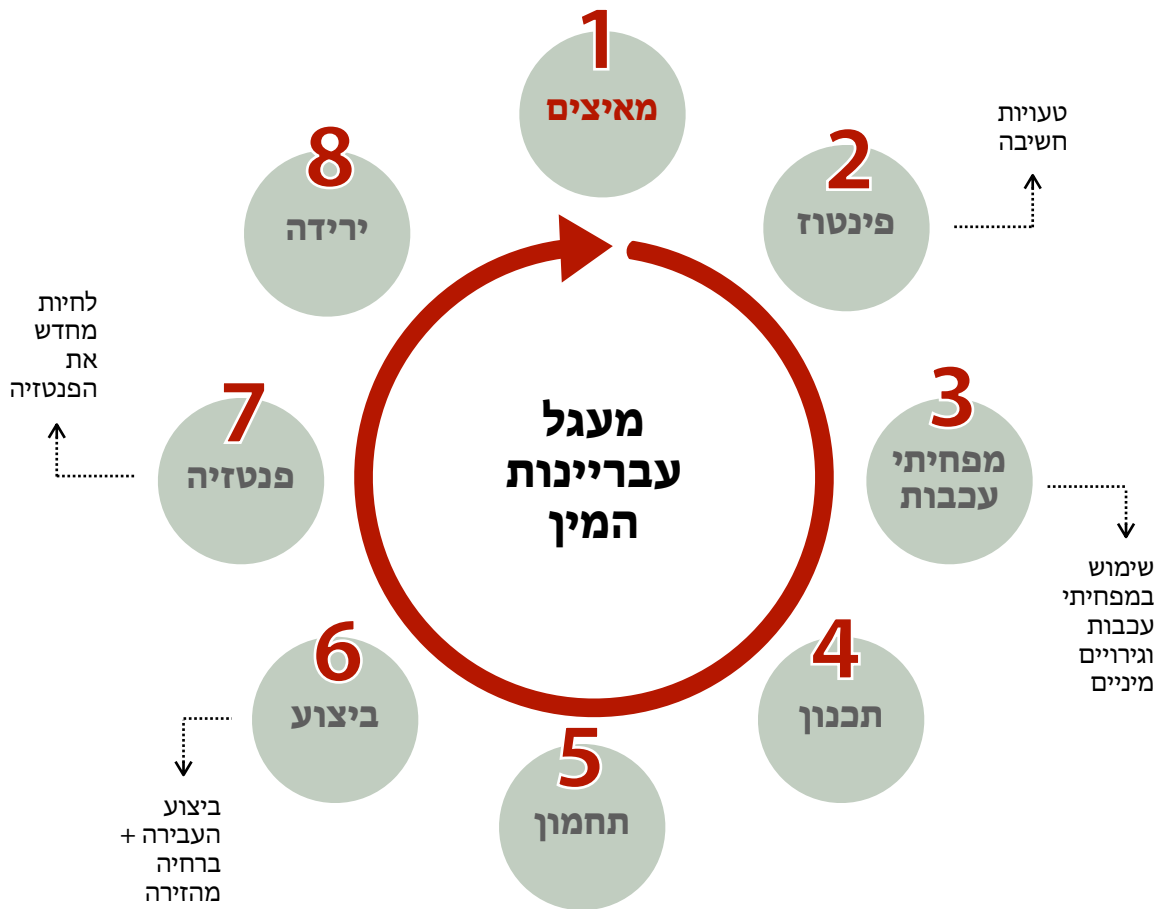 מעגל
עבריינות
המין
1
מאיצים
2
פינטוז
טעויות
חשיבה
3
מפחיתי
עכבות
שימוש
במפחיתי
עכבות
וגירויים
מיניים
4
תכנון
5
תחמון
6
ביצוע
ביצוע
העבירה +
ברחיה
מהזירה
7
פנטזיה
לחיות
מחדש
את
הפנטזיה
8
ירידה